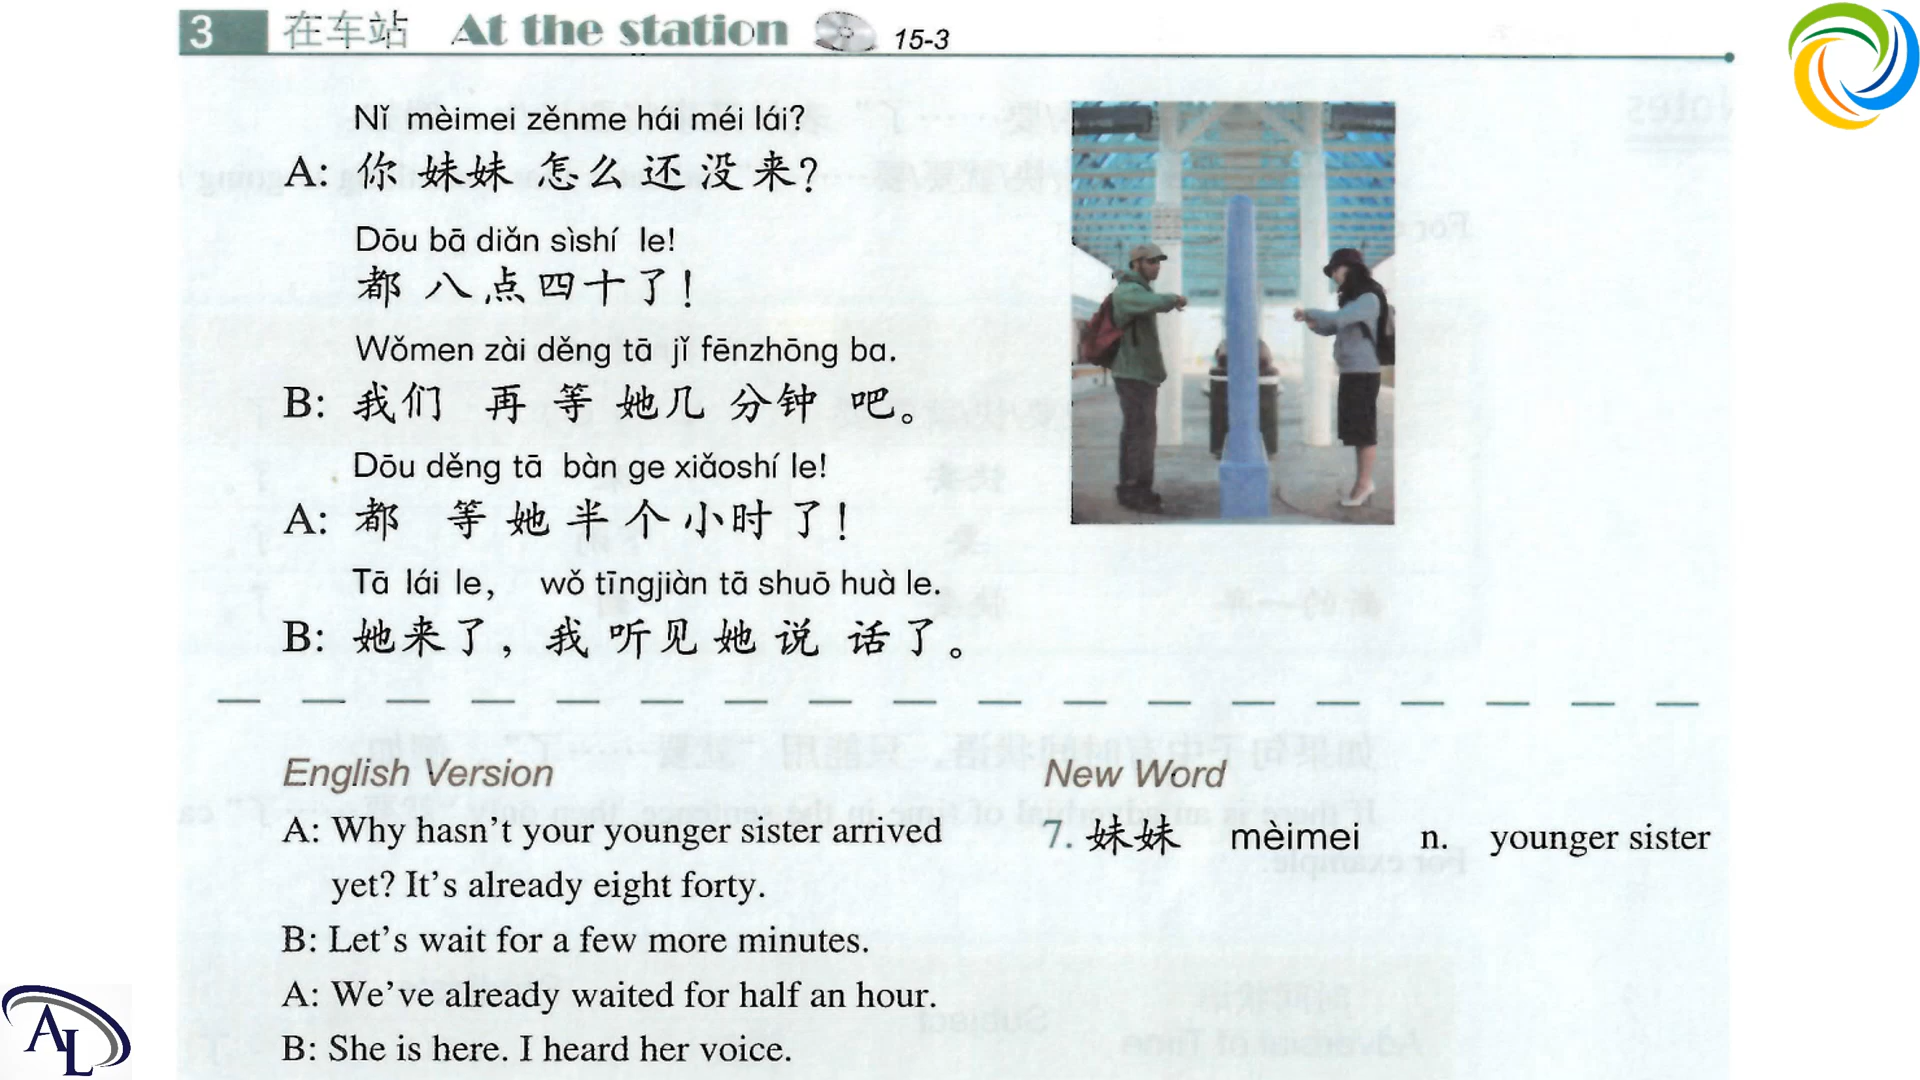 3 在车站 At the station 15-3
Nǐ mèimei zěnme hái méi lái?
A: 你 妹妹 怎么 还 没 来?
Dōu bā diǎn sìshí le!
都 八 点 四十 了!
Wǒmen zài děng tā jǐ fēnzhōng ba.
B: 我们 再 等 她 几 分钟 吧。
Dōu děng tā bàn ge xiǎoshí le!
A: 都 等 她 半 个 小时 了!
Tā lái le, wǒ tīngjiàn tā shuō huà le.
B: 她 来 了, 我 听见 她 说 话 了。
English Version
A: Why hasn't your younger sister arrived
yet? It's already eight forty.
B: Let's wait for a few more minutes.
A: We've already waited for half an hour.
B: She is here. I heard her voice.
New Word
7. 妹妹 mèimei n. younger sister
AL